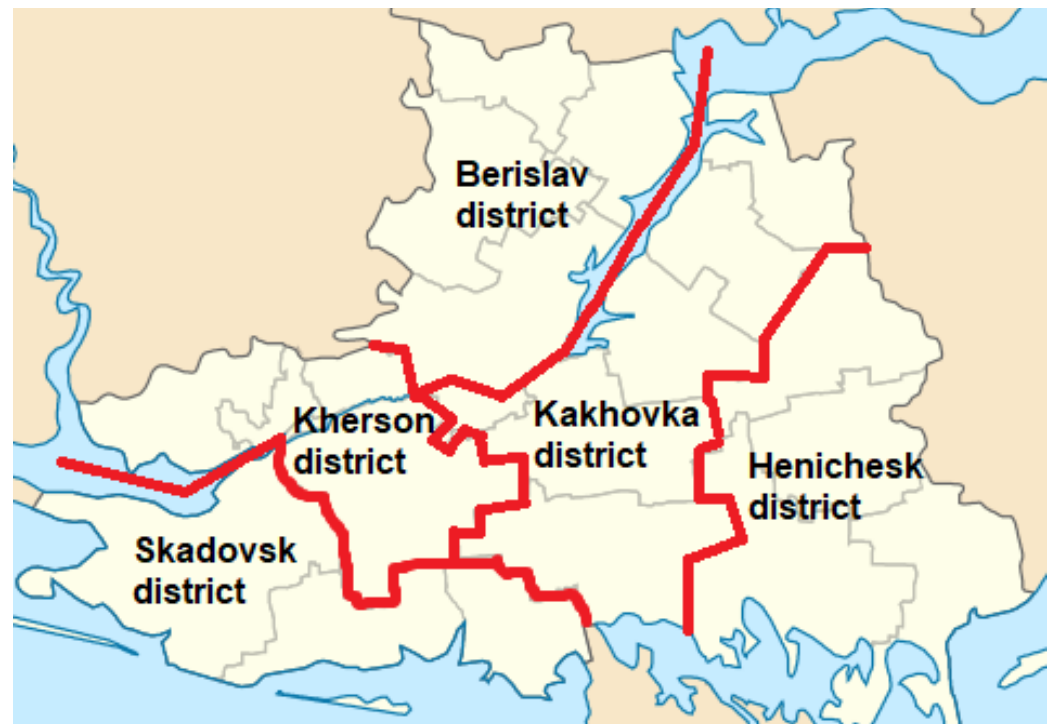 Berislav
district
Kherson
district
Kakhovka
district
Henichesk
district
Skadovsk
district